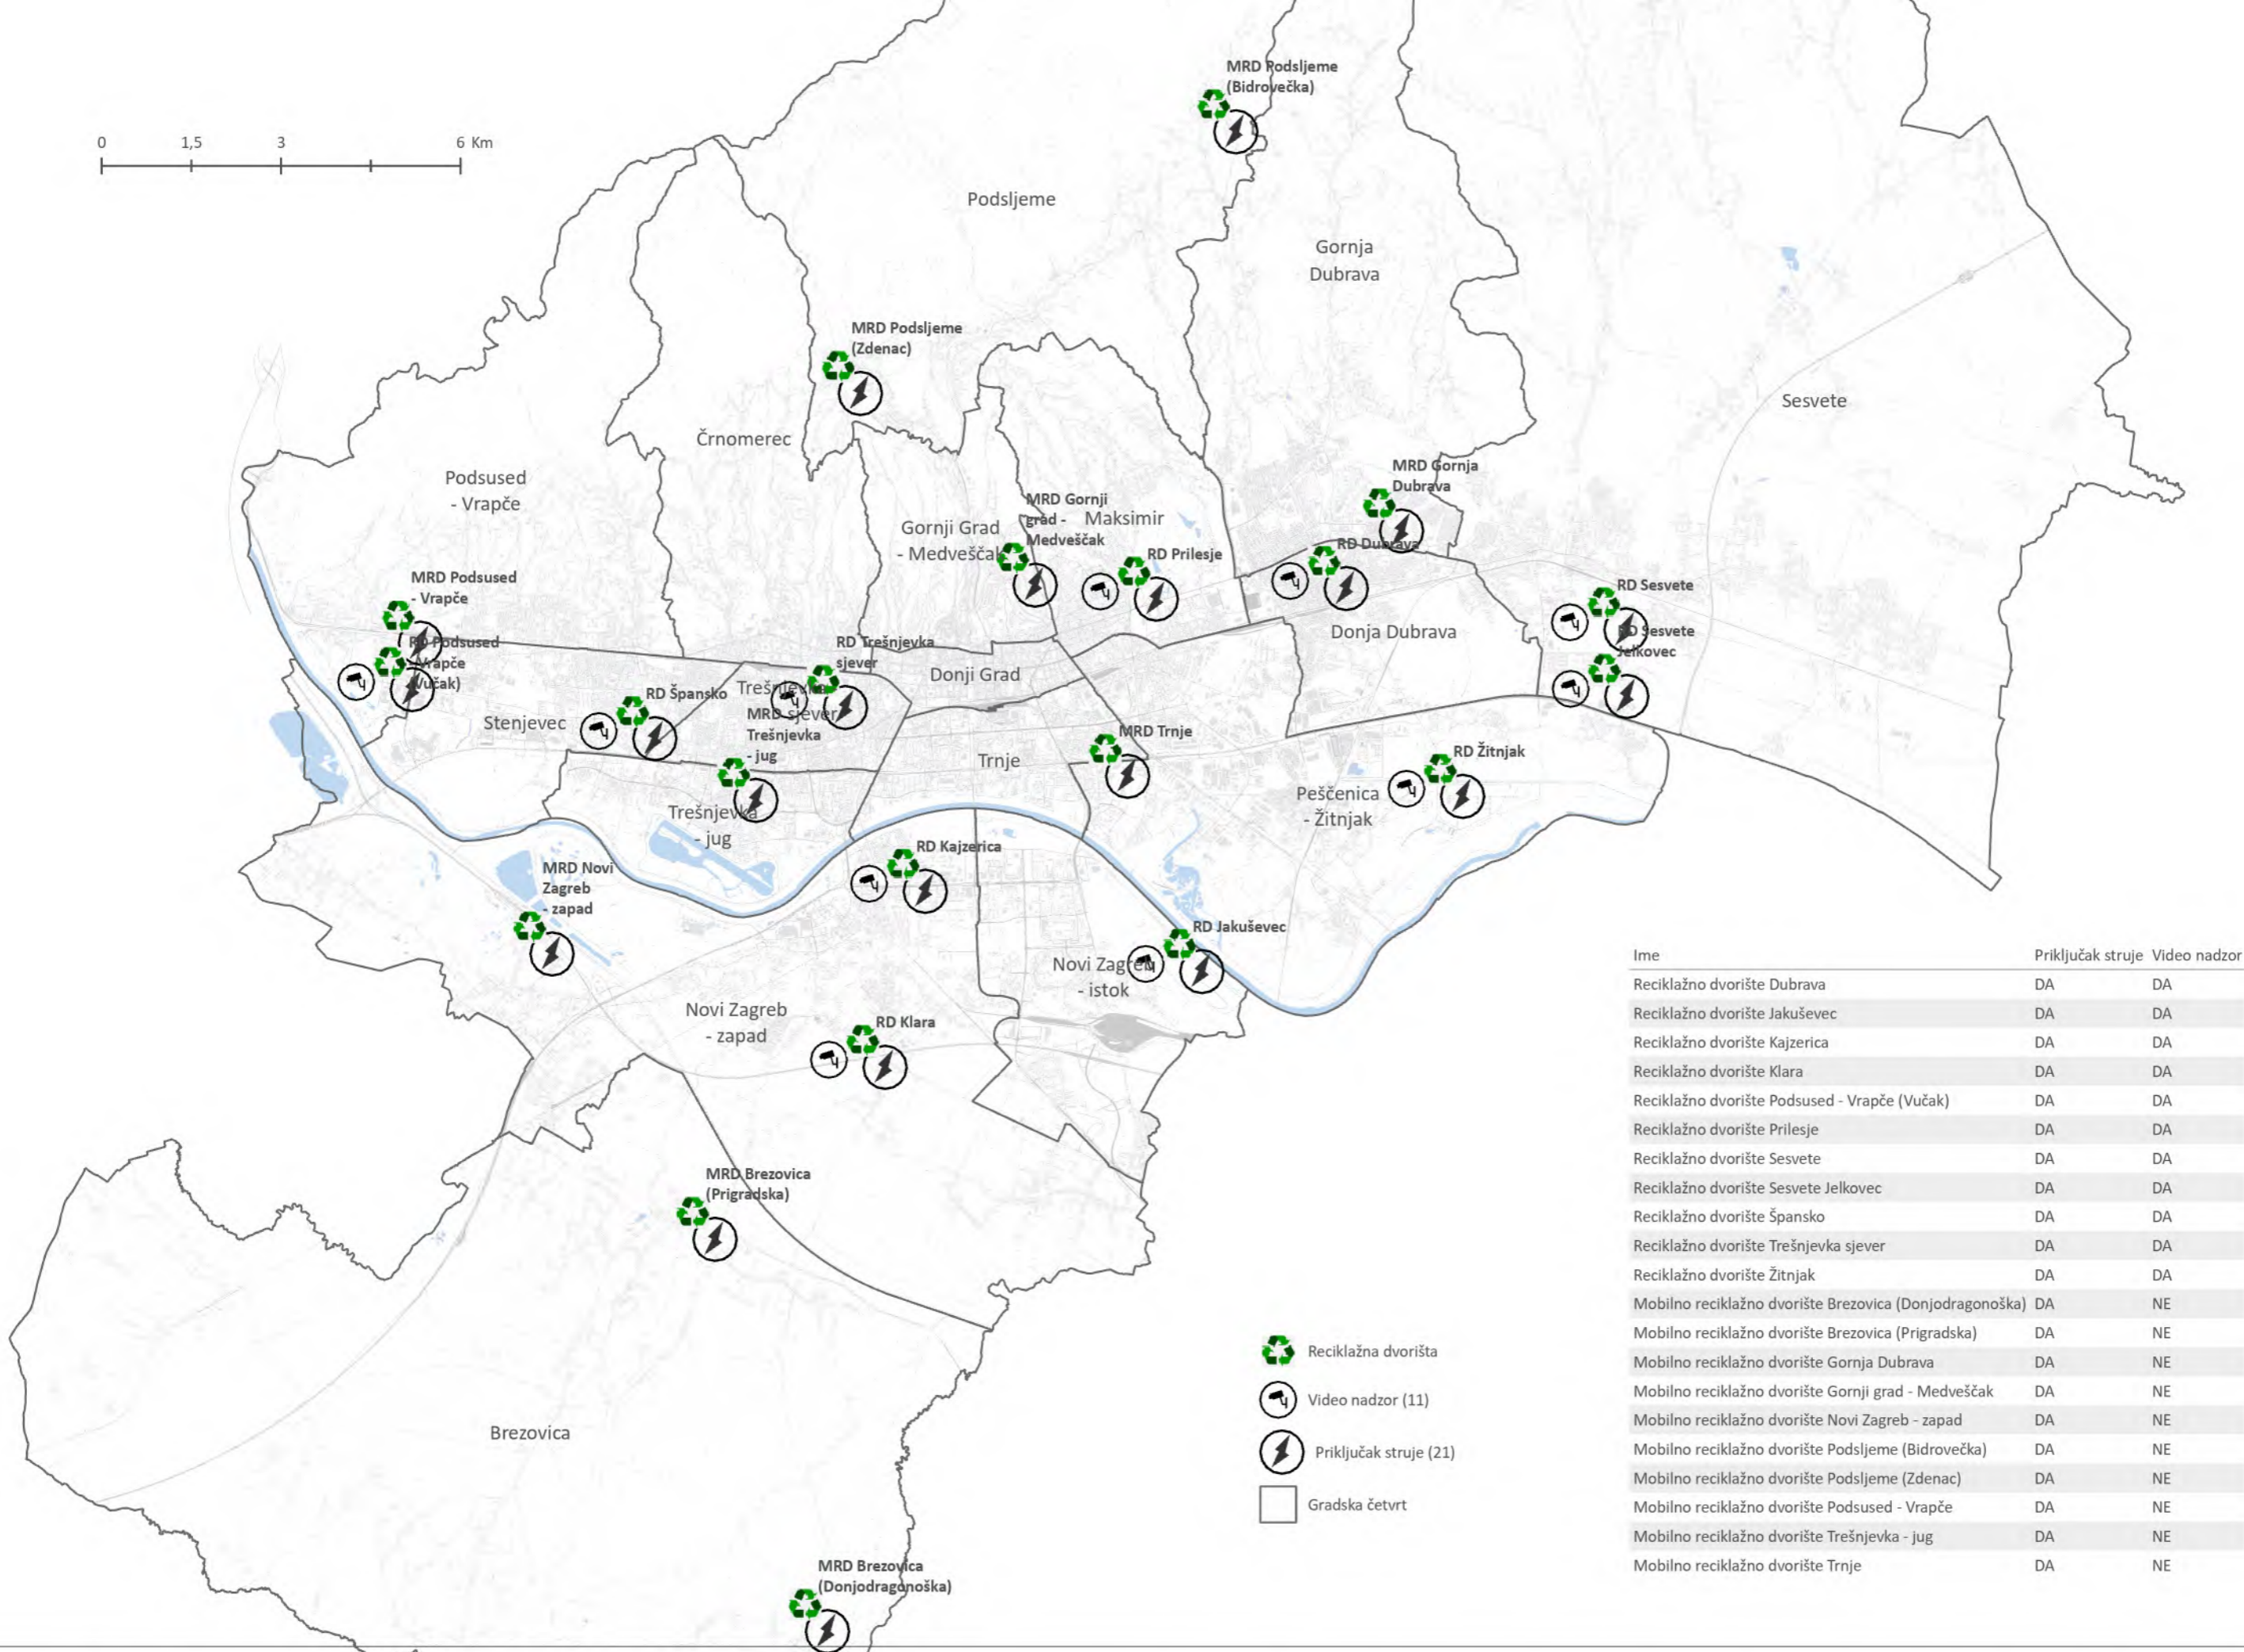 0 1,5 3 6 Km
MRD Podsljeme
(Bidrovečka)
Podsljeme
Gornja
Dubrava
MRD Podsljeme
(Zdenac)
Sesvete
Črnomerec
Podsused
- Vrapče
MRD Gornja
Dubrava
MRD Gornji
grad -
Medveščak
Maksimir
Gornji Grad
- Medveščak
RD Prilesje
RD Dubrava
MRD Podsused
- Vrapče
RD Sesvete
RD Sesvete
Jelkovec
Donja Dubrava
RD Podsused
- Vrapče
(Vučak)
RD Trešnjevka
sjever
Donji Grad
Trešnjevka
sjever
RD Špansko
Stenjevec
MRD
Trešnjevka
- jug
MRD Trnje
Trnje
RD Žitnjak
Peščenica
- Žitnjak
Trešnjevka
- jug
RD Kajzerica
MRD Novi
Zagreb
- zapad
RD Jakuševec
Novi Zagreb
- istok
Novi Zagreb
- zapad
RD Klara
MRD Brezovica
(Prigradska)
Brezovica
MRD Brezovica
(Donjodragonoška)
Reciklažna dvorišta
Video nadzor (11)
Priključak struje (21)
Gradska četvrt
Ime Priključak struje Video nadzor
Reciklažno dvorište Dubrava DA DA
Reciklažno dvorište Jakuševec DA DA
Reciklažno dvorište Kajzerica DA DA
Reciklažno dvorište Klara DA DA
Reciklažno dvorište Podsused - Vrapče (Vučak) DA DA
Reciklažno dvorište Prilesje DA DA
Reciklažno dvorište Sesvete DA DA
Reciklažno dvorište Sesvete Jelkovec DA DA
Reciklažno dvorište Špansko DA DA
Reciklažno dvorište Trešnjevka sjever DA DA
Reciklažno dvorište Žitnjak DA DA
Mobilno reciklažno dvorište Brezovica (Donjodragonoška) DA NE
Mobilno reciklažno dvorište Brezovica (Prigradska) DA NE
Mobilno reciklažno dvorište Gornja Dubrava DA NE
Mobilno reciklažno dvorište Gornji grad - Medveščak DA NE
Mobilno reciklažno dvorište Novi Zagreb - zapad DA NE
Mobilno reciklažno dvorište Podsljeme (Bidrovečka) DA NE
Mobilno reciklažno dvorište Podsljeme (Zdenac) DA NE
Mobilno reciklažno dvorište Podsused - Vrapče DA NE
Mobilno reciklažno dvorište Trešnjevka - jug DA NE
Mobilno reciklažno dvorište Trnje DA NE